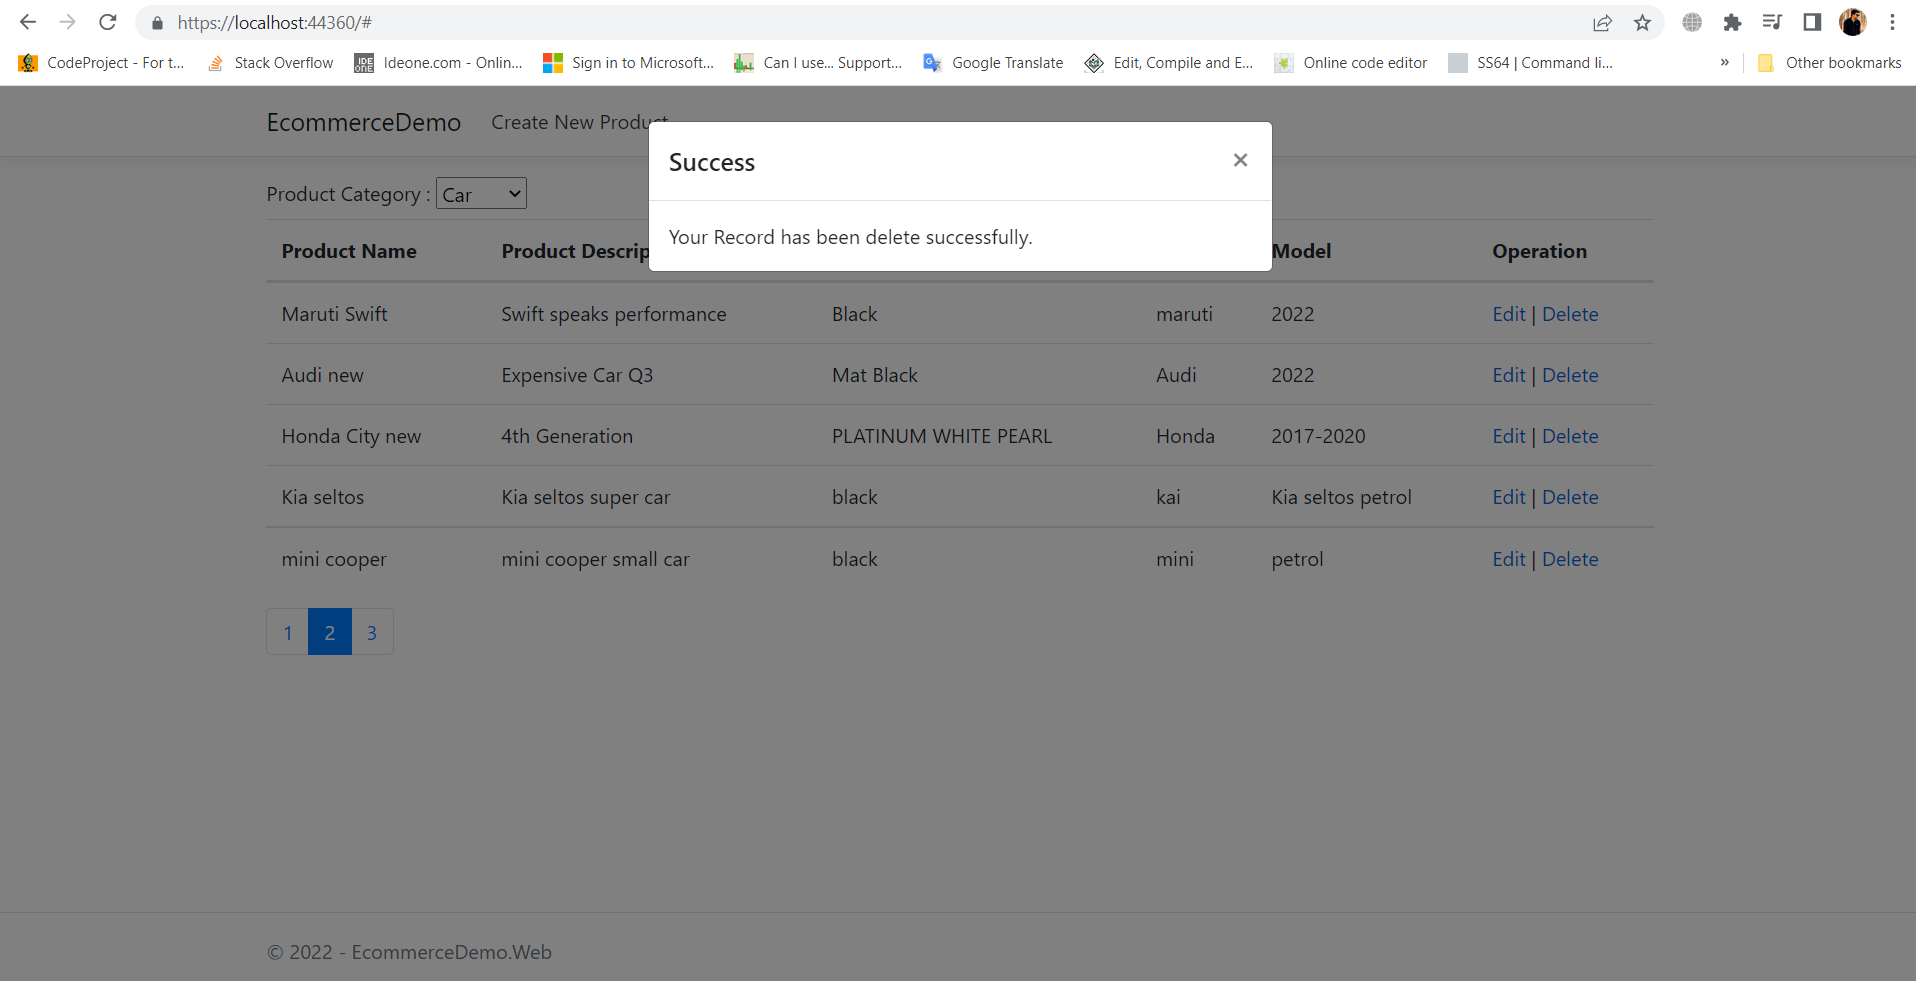 https://localhost:44360/#
CodeProject - For t... Stack Overflow IDE ONE Ideone.com - Onlin... Sign in to Microsoft... Can I use... Support... Google Translate Edit, Compile and E... Online code editor SS64 | Command li... » Other bookmarks
EcommerceDemo Create New Product
Success ×
Your Record has been delete successfully.
Product Category : Car
Product Name Product Descrip Model Operation
Maruti Swift Swift speaks performance Black maruti 2022 Edit | Delete
Audi new Expensive Car Q3 Mat Black Audi 2022 Edit | Delete
Honda City new 4th Generation PLATINUM WHITE PEARL Honda 2017-2020 Edit | Delete
Kia seltos Kia seltos super car black kai Kia seltos petrol Edit | Delete
mini cooper mini cooper small car black mini petrol Edit | Delete
1 2 3
© 2022 - EcommerceDemo.Web